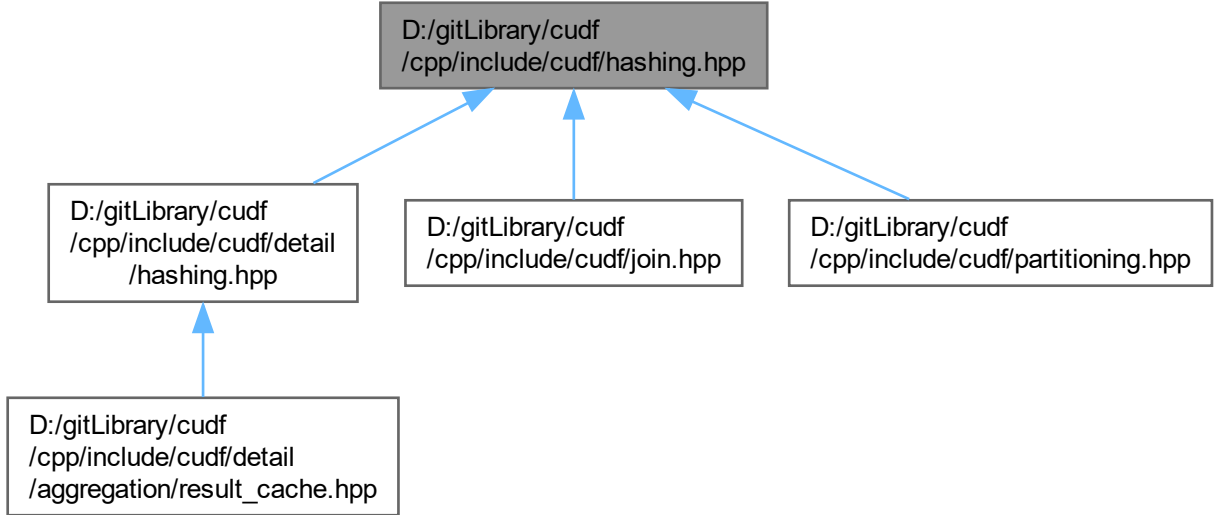 D:/gitLibrary/cudf
/cpp/include/cudf/hashing.hpp
D:/gitLibrary/cudf
/cpp/include/cudf/detail
/hashing.hpp
D:/gitLibrary/cudf
/cpp/include/cudf/join.hpp
D:/gitLibrary/cudf
/cpp/include/cudf/partitioning.hpp
D:/gitLibrary/cudf
/cpp/include/cudf/detail
/aggregation/result_cache.hpp